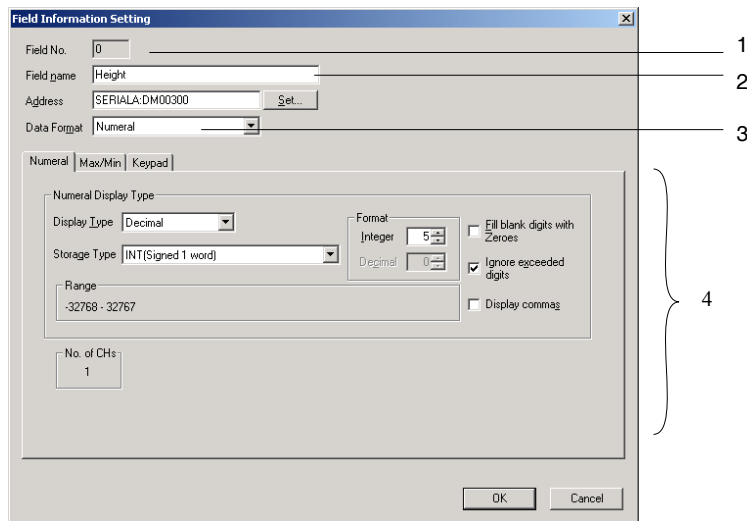 Field Information Setting
Field No. 0
1
Field name Height
2
Address SERIALA:DM00300 Set...
Data Format Numeral
3
Numeral Max/Min Keypad
Numeral Display Type
Display Type Decimal
Storage Type INT(Signed 1 word)
Format
Integer 5
Decimal 0
Fill blank digits with
Zeroes
Ignore exceeded
digits
Display commas
Range
-32768 - 32767
No. of CHs
1
4
OK Cancel